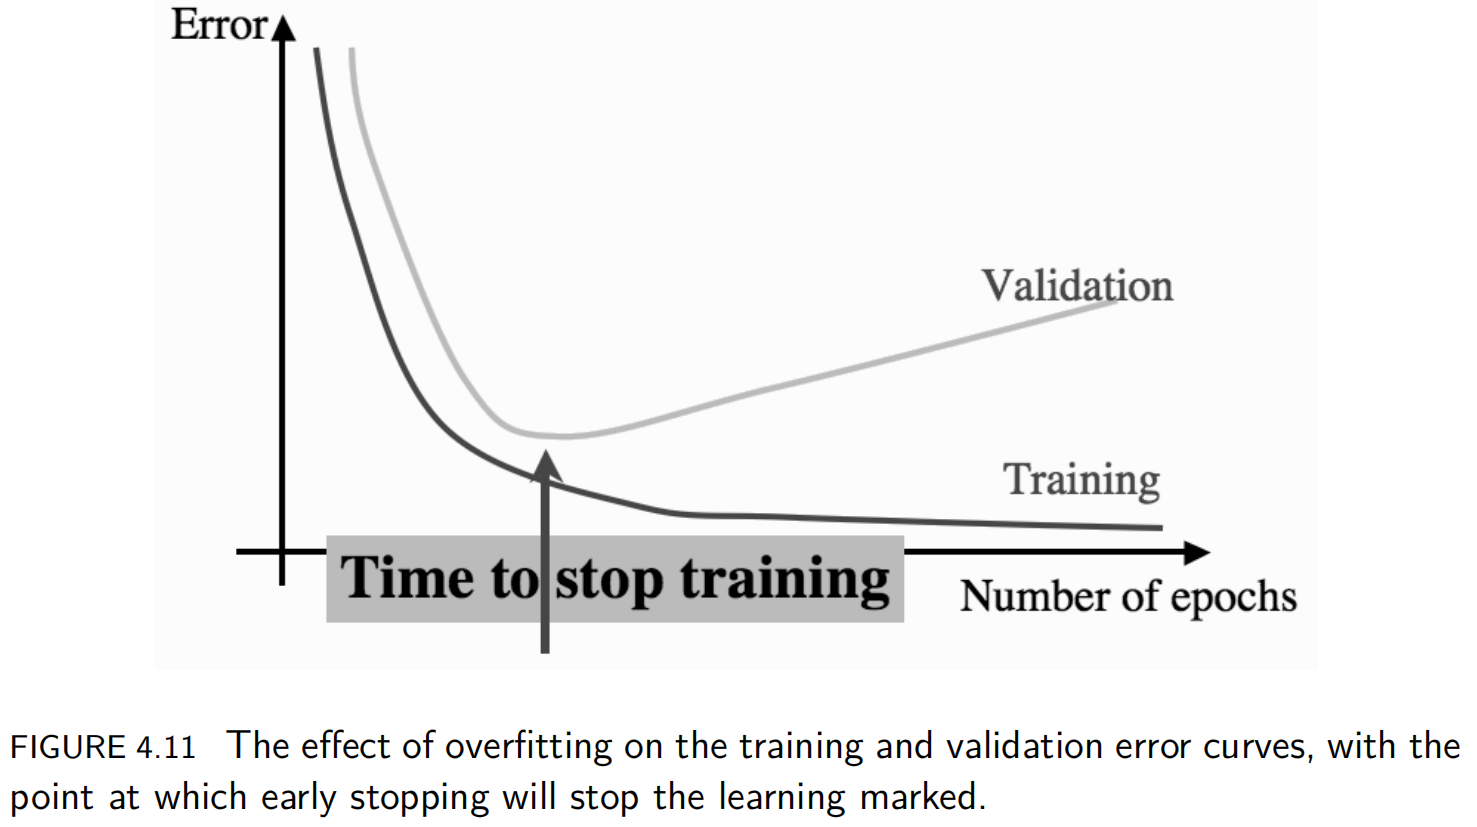 Error
Validation
Training
Time to stop training
Number of epochs
FIGURE 4.11 The effect of overfitting on the training and validation error curves, with the
point at which early stopping will stop the learning marked.